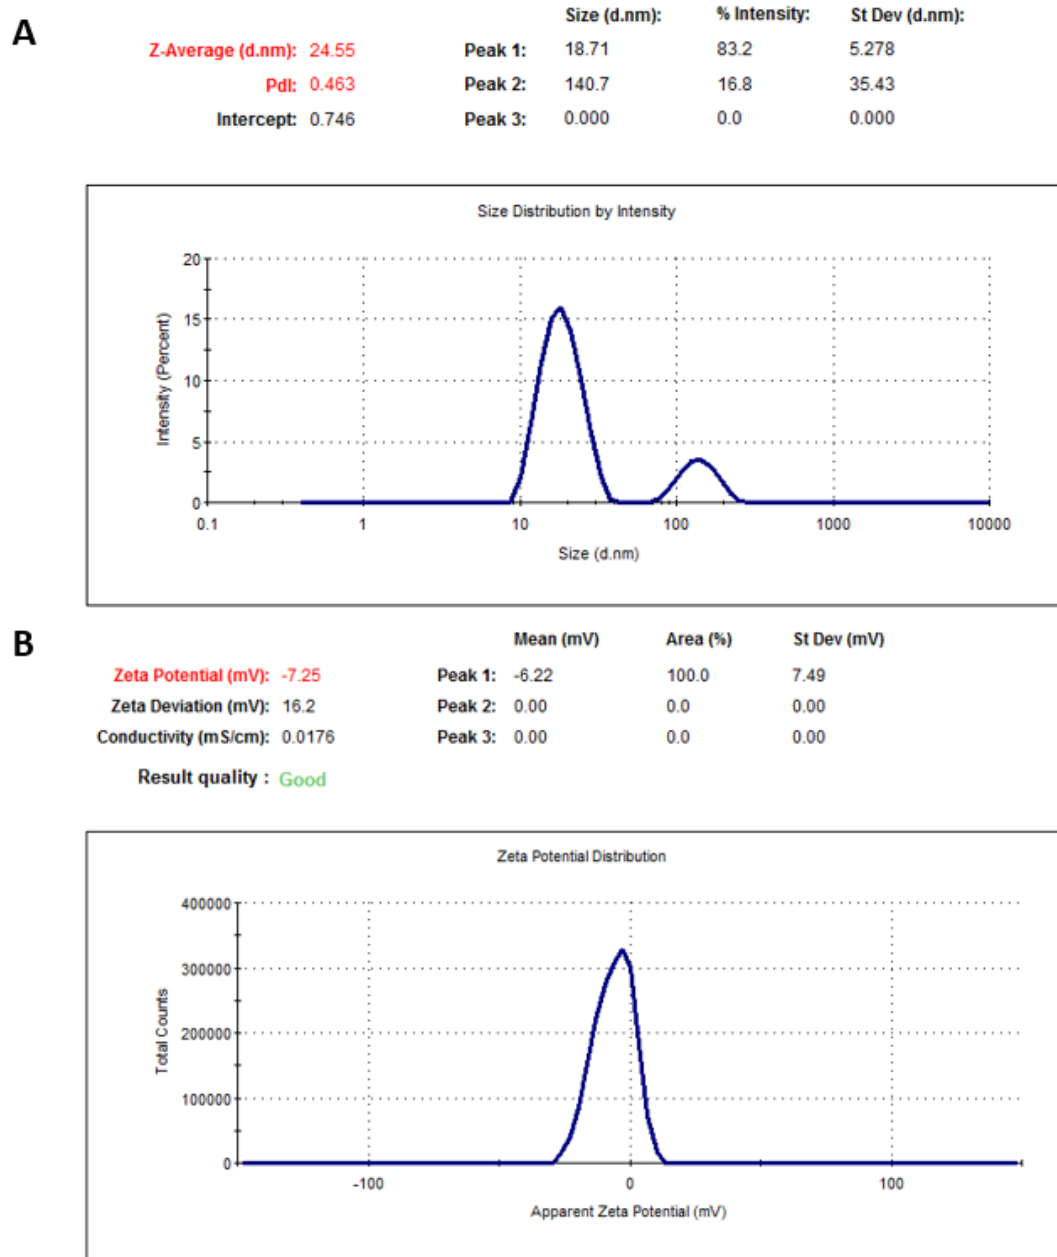 A
Size (d.nm): % Intensity: St Dev (d.nm):
Z-Average (d.nm): 24.55 Peak 1: 18.71 83.2 5.278
PdI: 0.463 Peak 2: 140.7 16.8 35.43
Intercept: 0.746 Peak 3: 0.000 0.0 0.000
Size Distribution by Intensity
Intensity (Percent)
20
15
10
5
0
0.1 1 10 100 1000 10000
Size (d.nm)
B
Mean (mV) Area (%) St Dev (mV)
Zeta Potential (mV): -7.25 Peak 1: -6.22 100.0 7.49
Zeta Deviation (mV): 16.2 Peak 2: 0.00 0.0 0.00
Conductivity (mS/cm): 0.0176 Peak 3: 0.00 0.0 0.00
Result quality : Good
Zeta Potential Distribution
Total Counts
400000
300000
200000
100000
0
-100 0 100
Apparent Zeta Potential (mV)